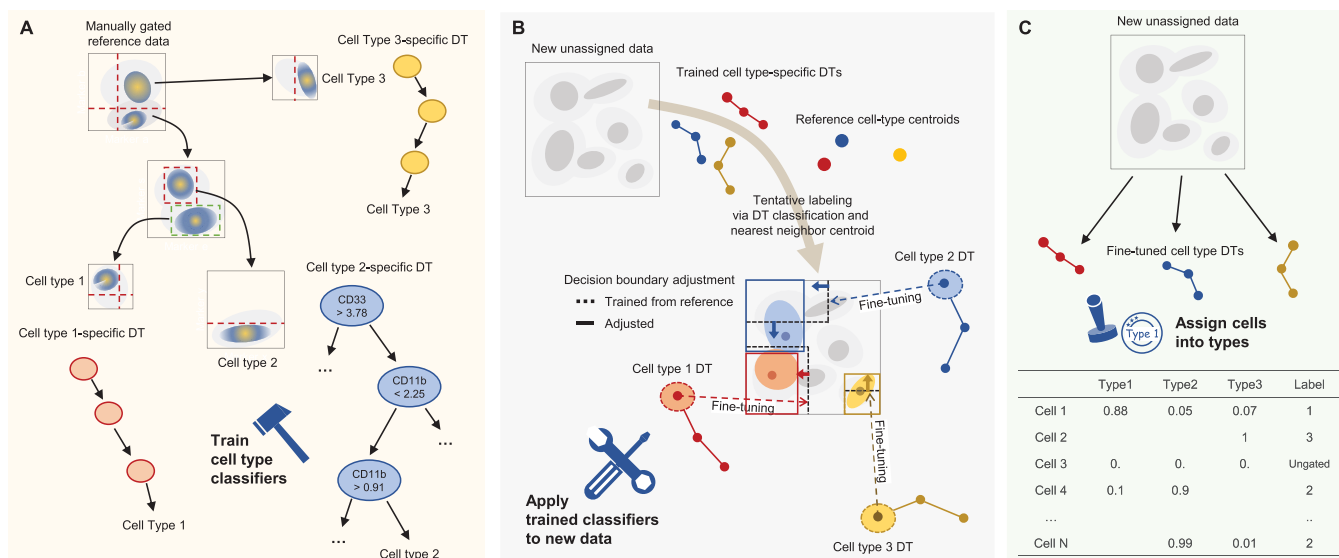 A
Manually gated
reference data
Cell Type 3-specific DT
Cell Type 3
Cell Type 3
Cell type 1
Cell type 2-specific DT
CD33
> 3.78
Cell type 1-specific DT
Cell type 2
...
CD11b
< 2.25
...
Train
cell type
classifiers
CD11b
> 0.91
...
Cell Type 1
Cell type 2
B
New unassigned data
Trained cell type-specific DTs
Reference cell-type centroids
Tentative labeling
via DT classification and
nearest neighbor centroid
Cell type 2 DT
Decision boundary adjustment
Trained from reference
Adjusted
Fine-tuning
Cell type 1 DT
Fine-tuning
Fine-tuning
Apply
trained classifiers
to new data
Cell type 3 DT
C
New unassigned data
Fine-tuned cell type DTs
Type 1
Assign cells
into types
Type1 Type2 Type3 Label
Cell 1 0.88 0.05 0.07 1
Cell 2 1 3
Cell 3 0. 0. 0. Ungated
Cell 4 0.1 0.9 2
... ..
Cell N 0.99 0.01 2